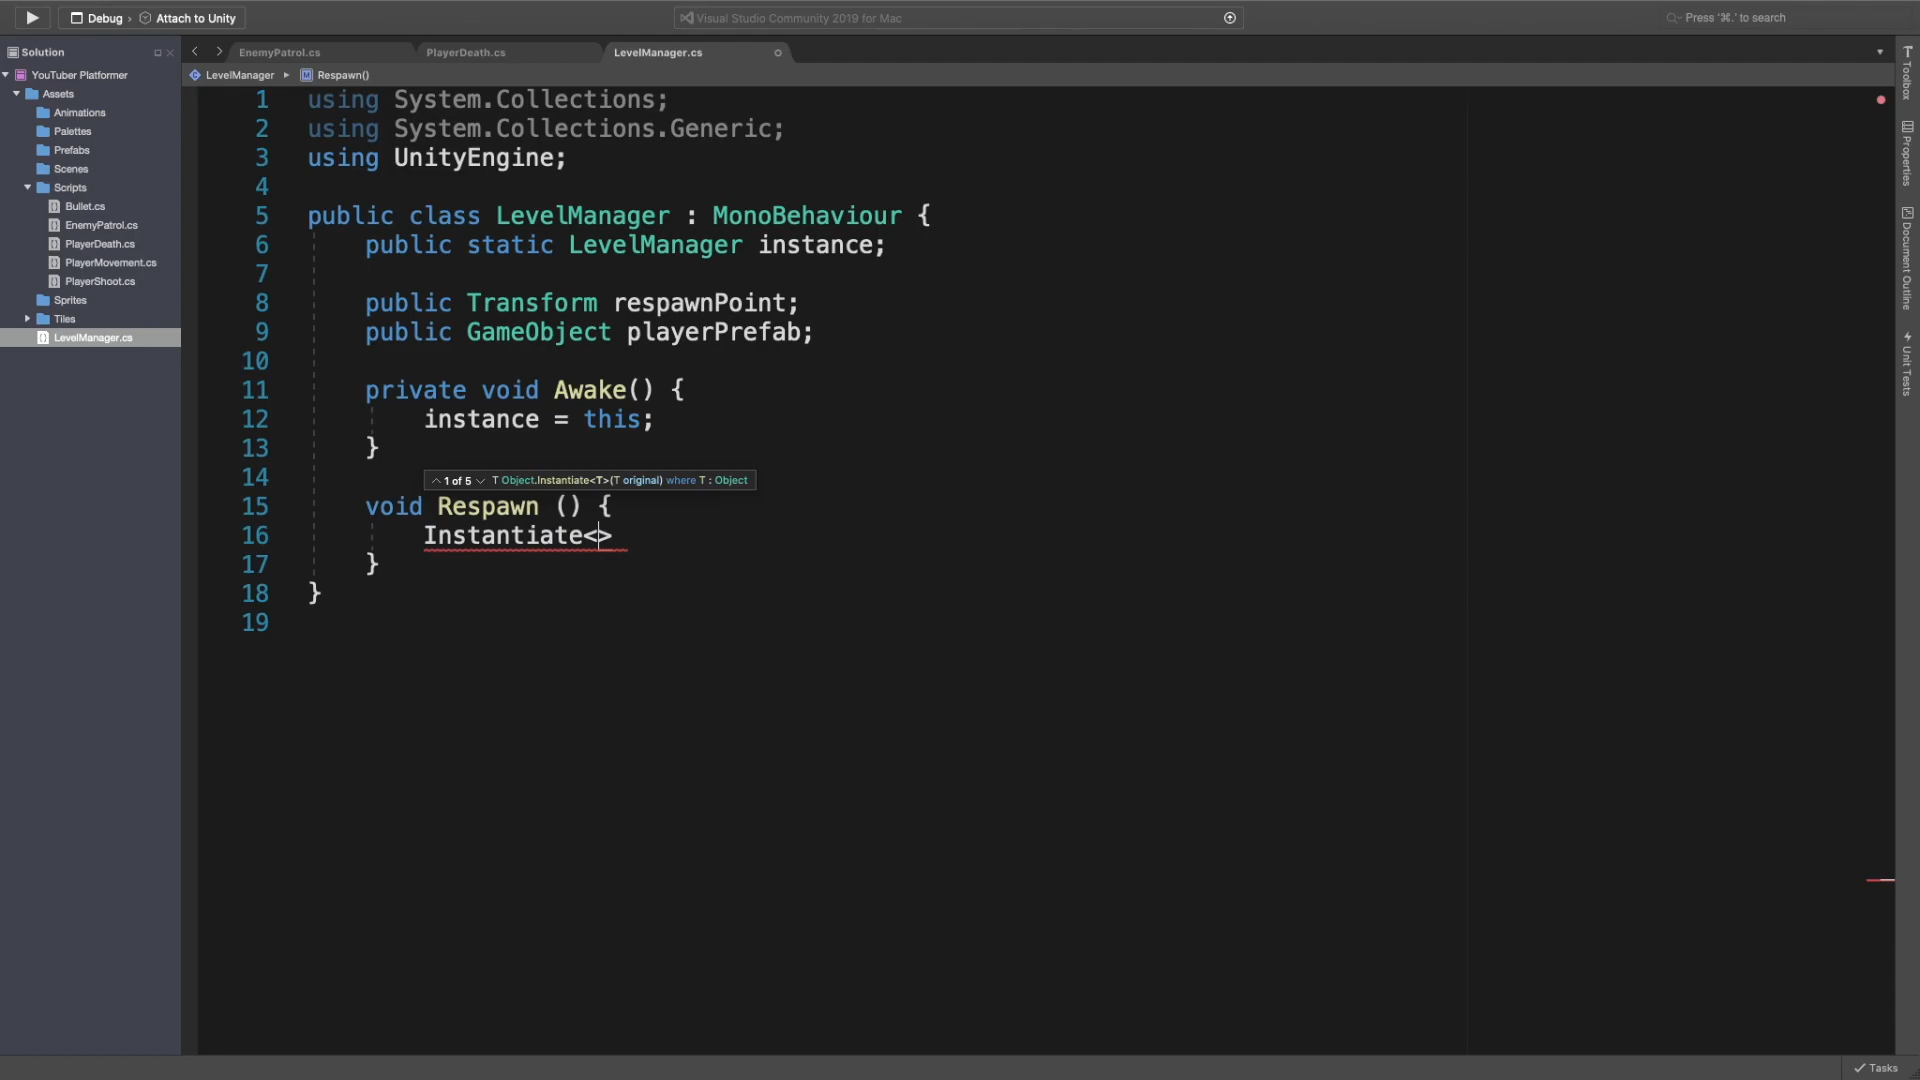 Debug › Attach to Unity
Visual Studio Community 2019 for Mac
Press '⌘.' to search
Solution
YouTuber Platformer
Assets
Animations
Palettes
Prefabs
Scenes
Scripts
Bullet.cs
EnemyPatrol.cs
PlayerDeath.cs
PlayerMovement.cs
PlayerShoot.cs
Sprites
Tiles
LevelManager.cs
EnemyPatrol.cs
PlayerDeath.cs
LevelManager.cs
LevelManager
Respawn()
1 using System.Collections;
2 using System.Collections.Generic;
3 using UnityEngine;
4
5 public class LevelManager : MonoBehaviour {
6 public static LevelManager instance;
7
8 public Transform respawnPoint;
9 public GameObject playerPrefab;
10
11 private void Awake() {
12 instance = this;
13 }
14
1 of 5 T Object.Instantiate<T>(T original) where T : Object
15 void Respawn () {
16 Instantiate<>
17 }
18 }
19
Toolbox
Properties
Document Outline
Unit Tests
Tasks